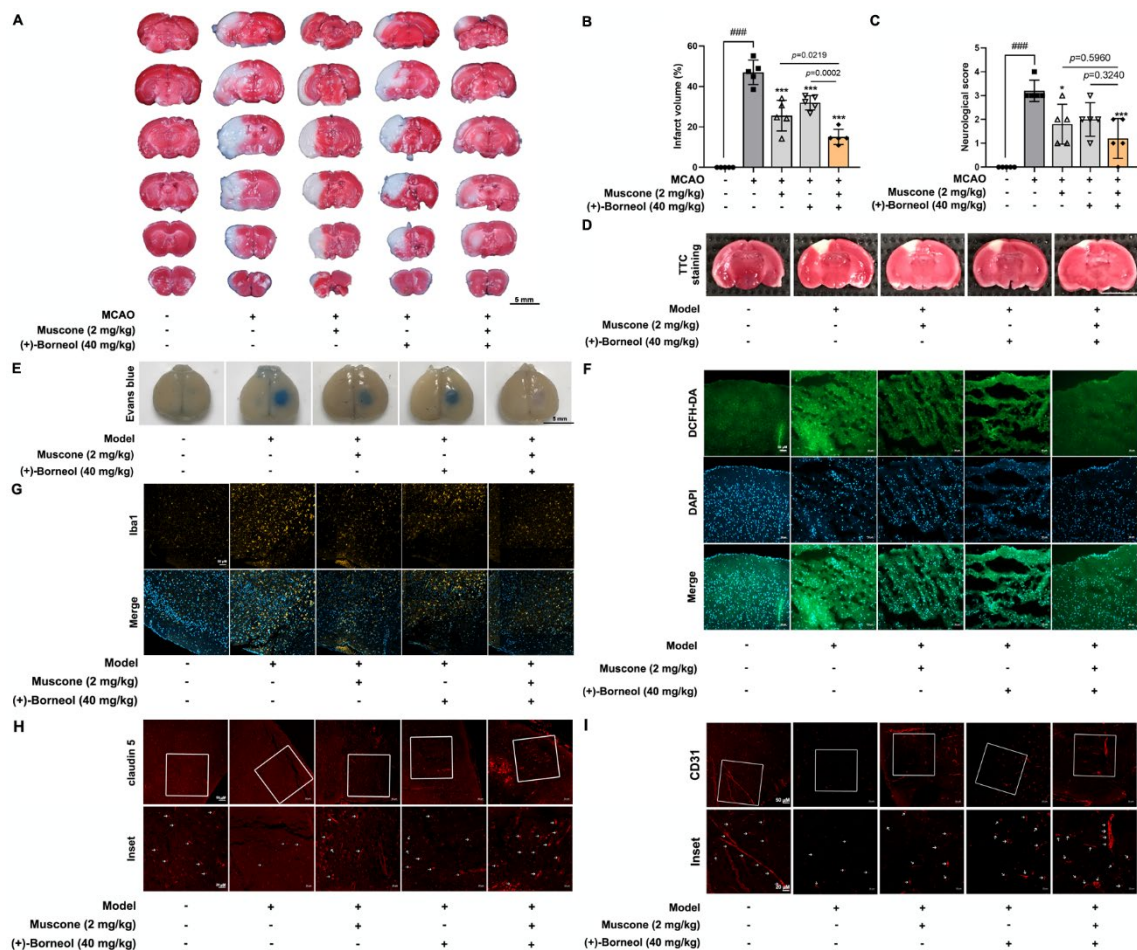 A
5 mm
MCAO - + + + +
Muscone (2 mg/kg) - - + - +
(+)-Borneol (40 mg/kg) - - - + +
B
Infarct volume (%)
60
40
20
0
###
p=0.0219
p=0.0002
*** *** ***
MCAO - + + + +
Muscone (2 mg/kg) - - + - +
(+)-Borneol (40 mg/kg) - - - + +
C
Neurological score
5
4
3
2
1
0
###
p=0.5960
p=0.3240
* ***
MCAO - + + + +
Muscone (2 mg/kg) - - + - +
(+)-Borneol (40 mg/kg) - - - + +
D
TTC
staining
Model - + + + +
Muscone (2 mg/kg) - - + - +
(+)-Borneol (40 mg/kg) - - - + +
E
Evans blue
5 mm
Model - + + + +
Muscone (2 mg/kg) - - + - +
(+)-Borneol (40 mg/kg) - - - + +
F
DCFH-DA
DAPI
Merge
Model - + + + +
Muscone (2 mg/kg) - - + - +
(+)-Borneol (40 mg/kg) - - - + +
G
Iba1
Merge
Model - + + + +
Muscone (2 mg/kg) - - + - +
(+)-Borneol (40 mg/kg) - - - + +
H
claudin 5
Inset
Model - + + + +
Muscone (2 mg/kg) - - + - +
(+)-Borneol (40 mg/kg) - - - + +
I
CD31
50 µM
Inset
20 µM
Model - + + + +
Muscone (2 mg/kg) - - + - +
(+)-Borneol (40 mg/kg) - - - + +